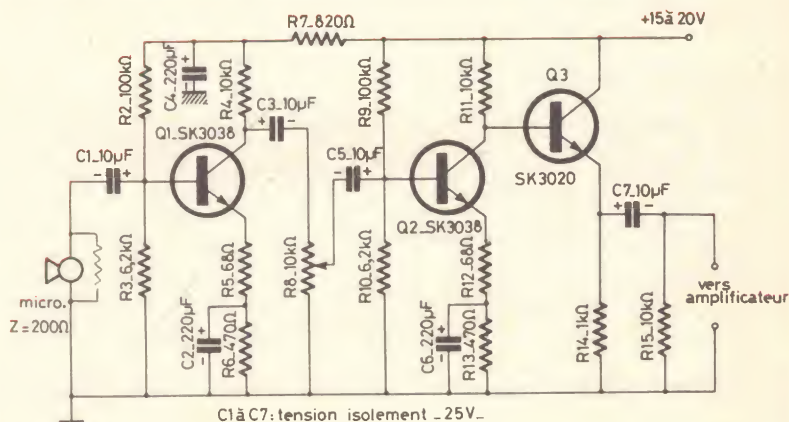 R7_820Ω
+15à 20V
R2_100kΩ
C4_220µF
R4_10kΩ
C3_10µF
R9_100kΩ
R11_10kΩ
Q3
Q1_SK3038
C1_10µF
C5_10µF
SK3020
C7_10µF
Q2_SK3038
R3_6,2kΩ
R5_68Ω
R8_10kΩ
R10_6,2kΩ
R12_68Ω
micro.
Z=200Ω
C2_220µF
R6_470Ω
C6_220µF
R13_470Ω
R14_1kΩ
R15_10kΩ
vers
amplificateur
C1à C7: tension isolement _25V_